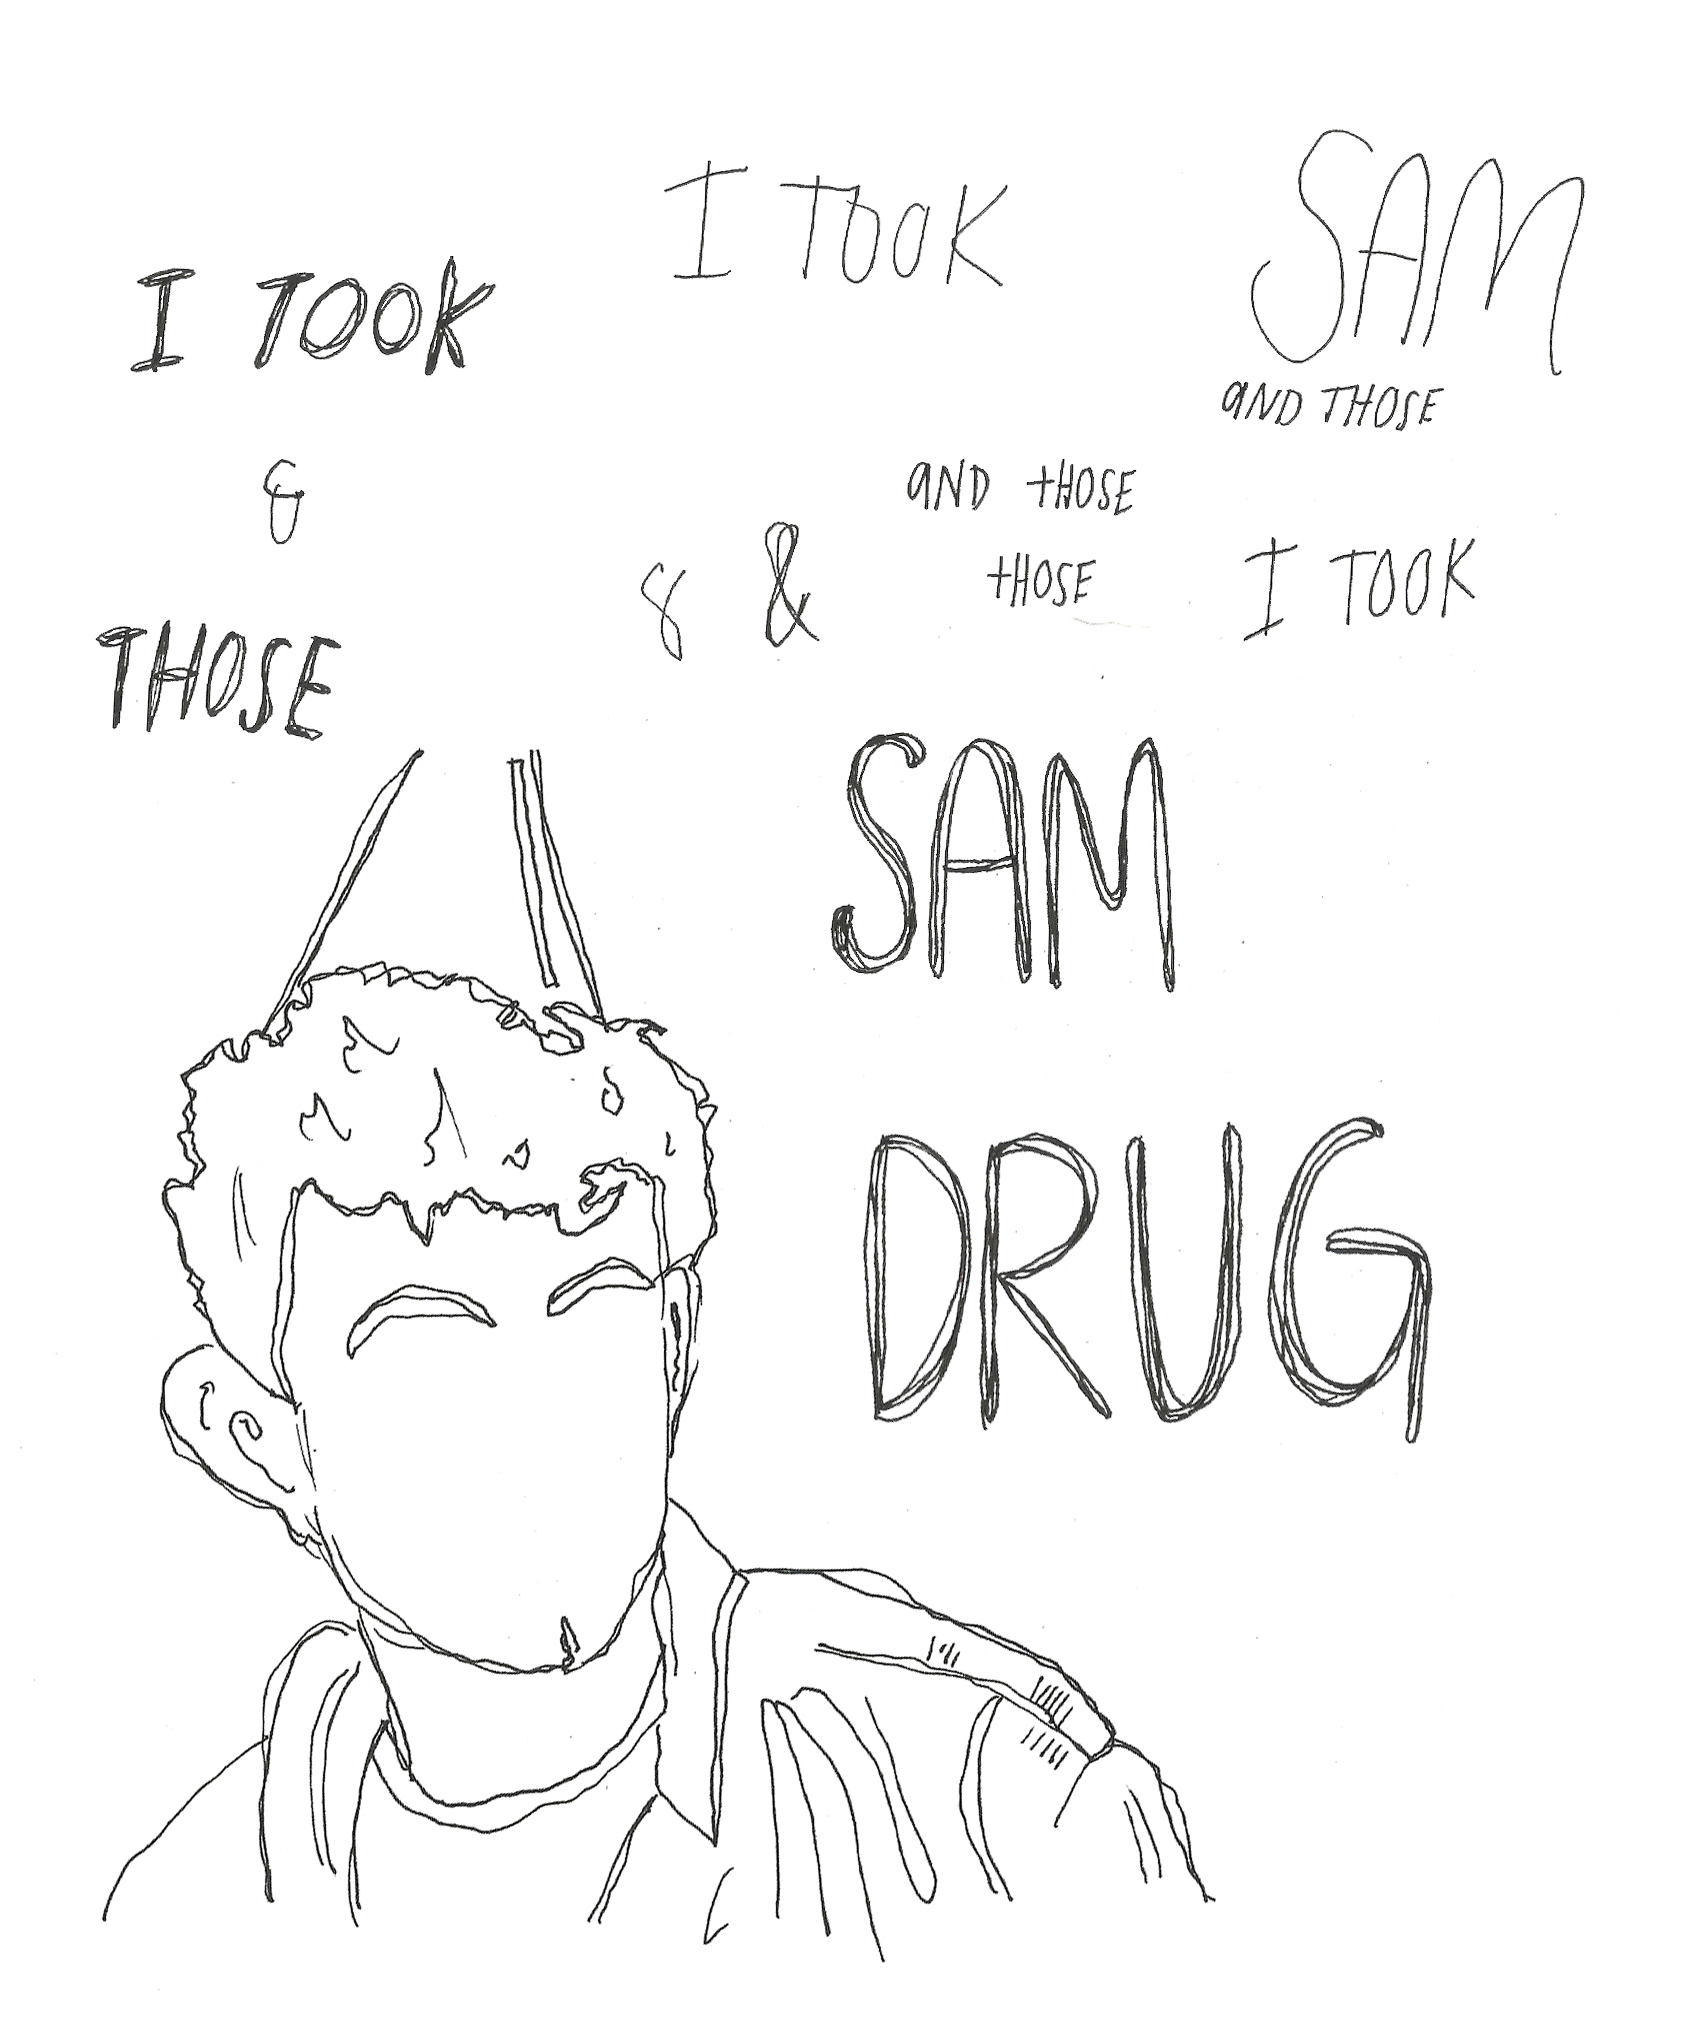 I TOOK
SAM
I TOOK
AND THOSE
&
AND THOSE
& &
THOSE
I TOOK
THOSE
SAM
DRUG